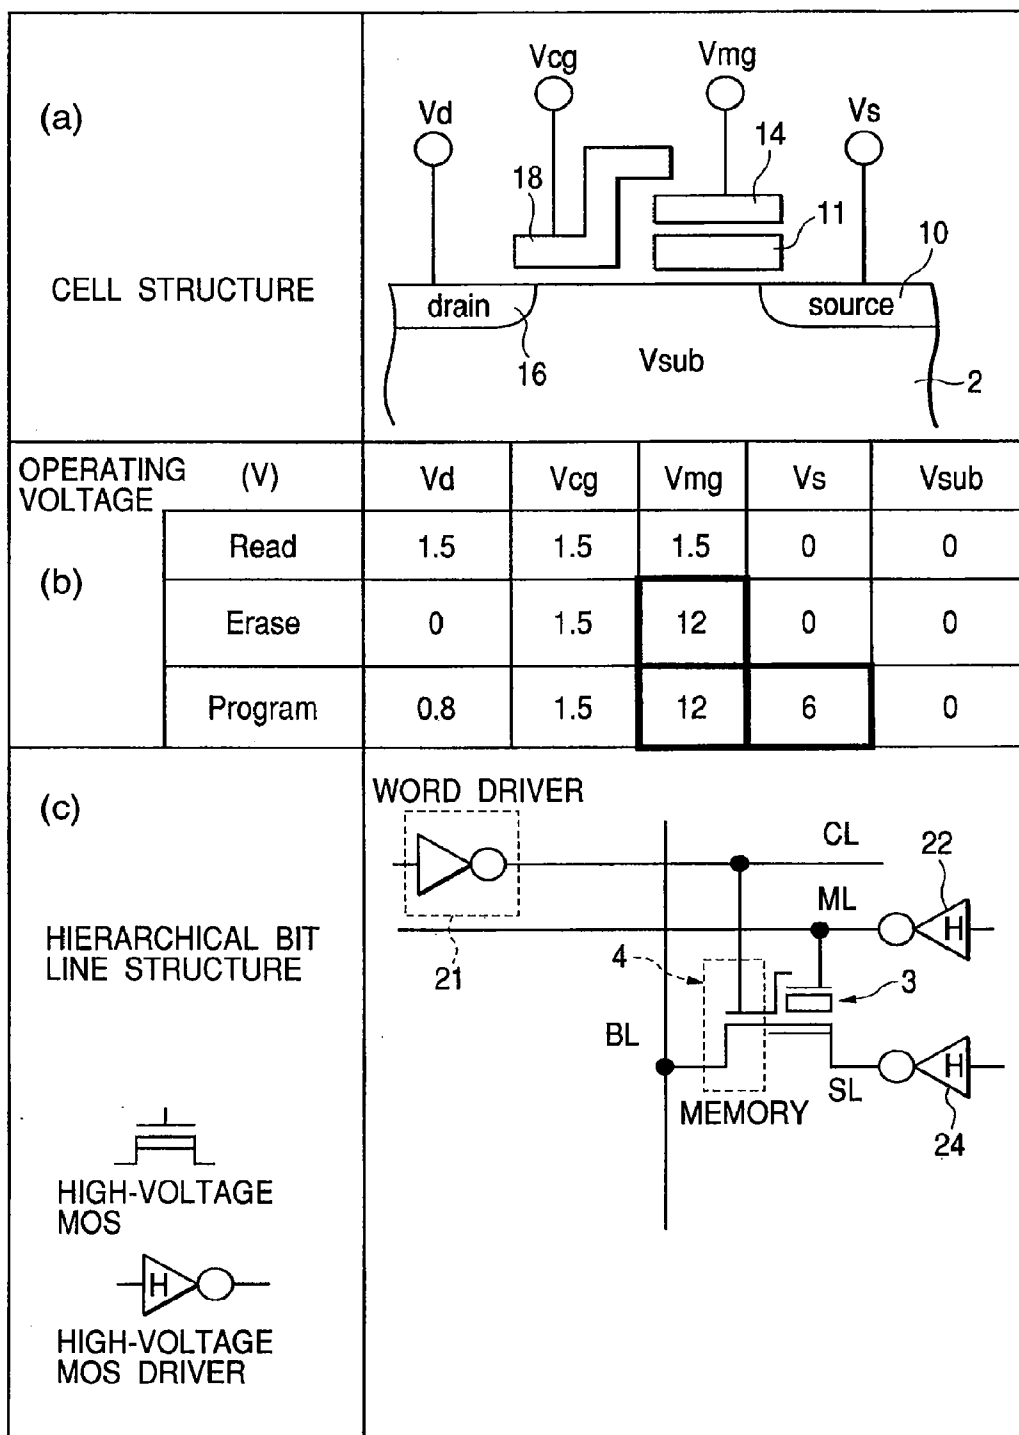 (a)
CELL STRUCTURE
Vd
Vcg
Vmg
Vs
18
14
11
10
drain
source
16
Vsub
2
OPERATING VOLTAGE (V) Vd Vcg Vmg Vs Vsub
(b)
Read 1.5 1.5 1.5 0 0
Erase 0 1.5 12 0 0
Program 0.8 1.5 12 6 0
(c)
HIERARCHICAL BIT
LINE STRUCTURE
HIGH-VOLTAGE
MOS
H
HIGH-VOLTAGE
MOS DRIVER
WORD DRIVER
21
CL
22
ML
H
4
3
BL
SL
H
MEMORY
24